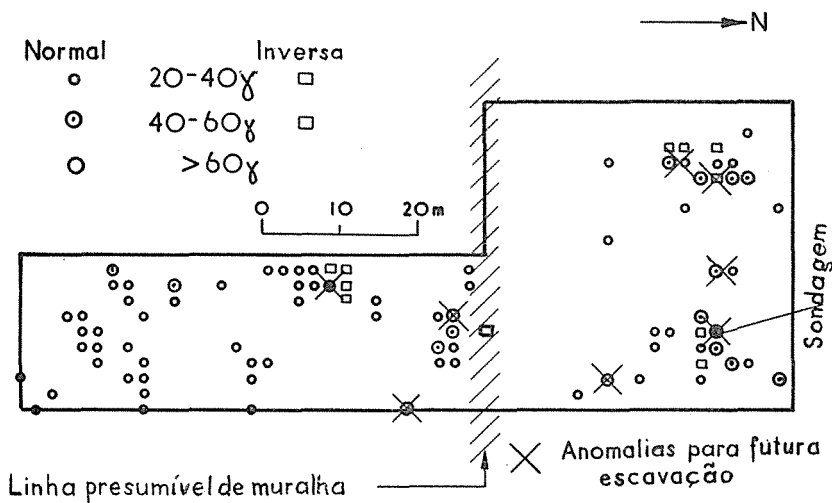 N
Normal Inversa
20-40γ
40-60γ
>60γ
0 10 20m
Sondagem
Anomalias para futura
escavação
Linha presumível de muralha